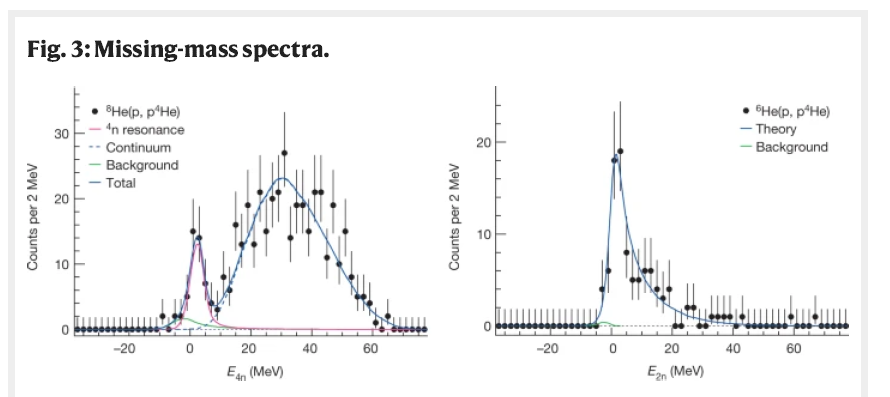 Fig. 3: Missing-mass spectra.
⁸He(p, p⁴He)
⁴n resonance
Continuum
Background
Total
30
20
10
0
Counts per 2 MeV
–20
0
20
40
60
E₄ₙ (MeV)
⁶He(p, p⁴He)
Theory
Background
20
10
0
Counts per 2 MeV
–20
0
20
40
60
E₂ₙ (MeV)